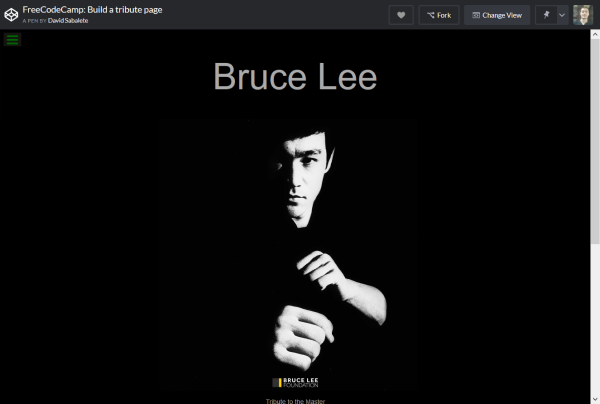 FreeCodeCamp: Build a tribute page
A PEN BY David Sabalete
Fork
Change View
Bruce Lee
BRUCE LEE
FOUNDATION
Tribute to the Master